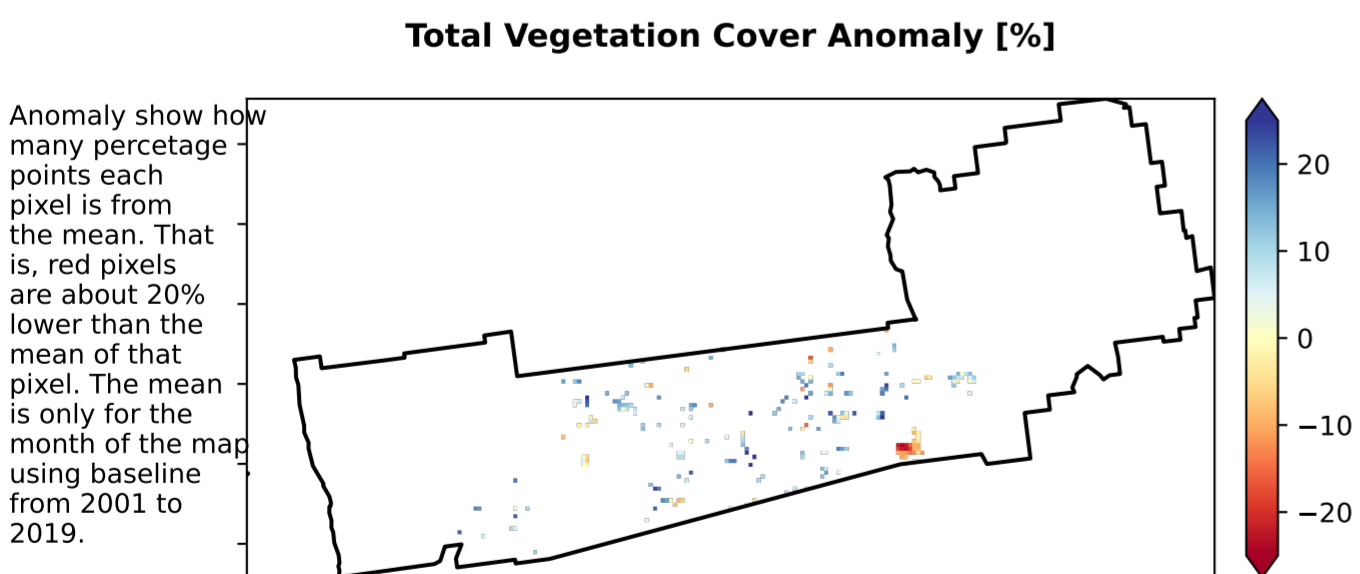 Total Vegetation Cover Anomaly [%]
Anomaly show how
many percetage
points each
pixel is from
the mean. That
is, red pixels
are about 20%
lower than the
mean of that
pixel. The mean
is only for the
month of the map
using baseline
from 2001 to
2019.
20
10
0
−10
−20